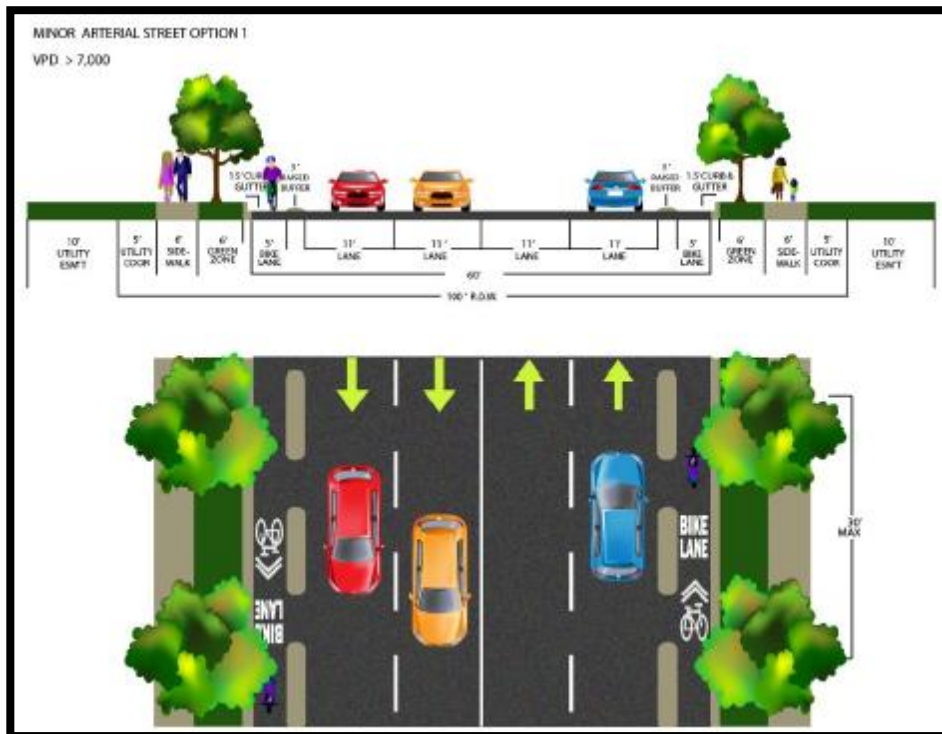 MINOR ARTERIAL STREET OPTION 1
VPD > 7,000
1.5' CURB &
GUTTER
3'
RAISED
BUFFER
3'
RAISED
BUFFER
1.5' CURB &
GUTTER
10'
UTILITY
ESM'T
5'
UTILITY
COOR
6'
SIDE-
WALK
6'
GREEN
ZONE
5'
BIKE
LANE
11'
LANE
11'
LANE
11'
LANE
11'
LANE
5'
BIKE
LANE
6'
GREEN
ZONE
6'
SIDE-
WALK
5'
UTILITY
COOR
10'
UTILITY
ESM'T
60'
100' R.O.W.
BIKE
LANE
BIKE
LANE
30'
MAX